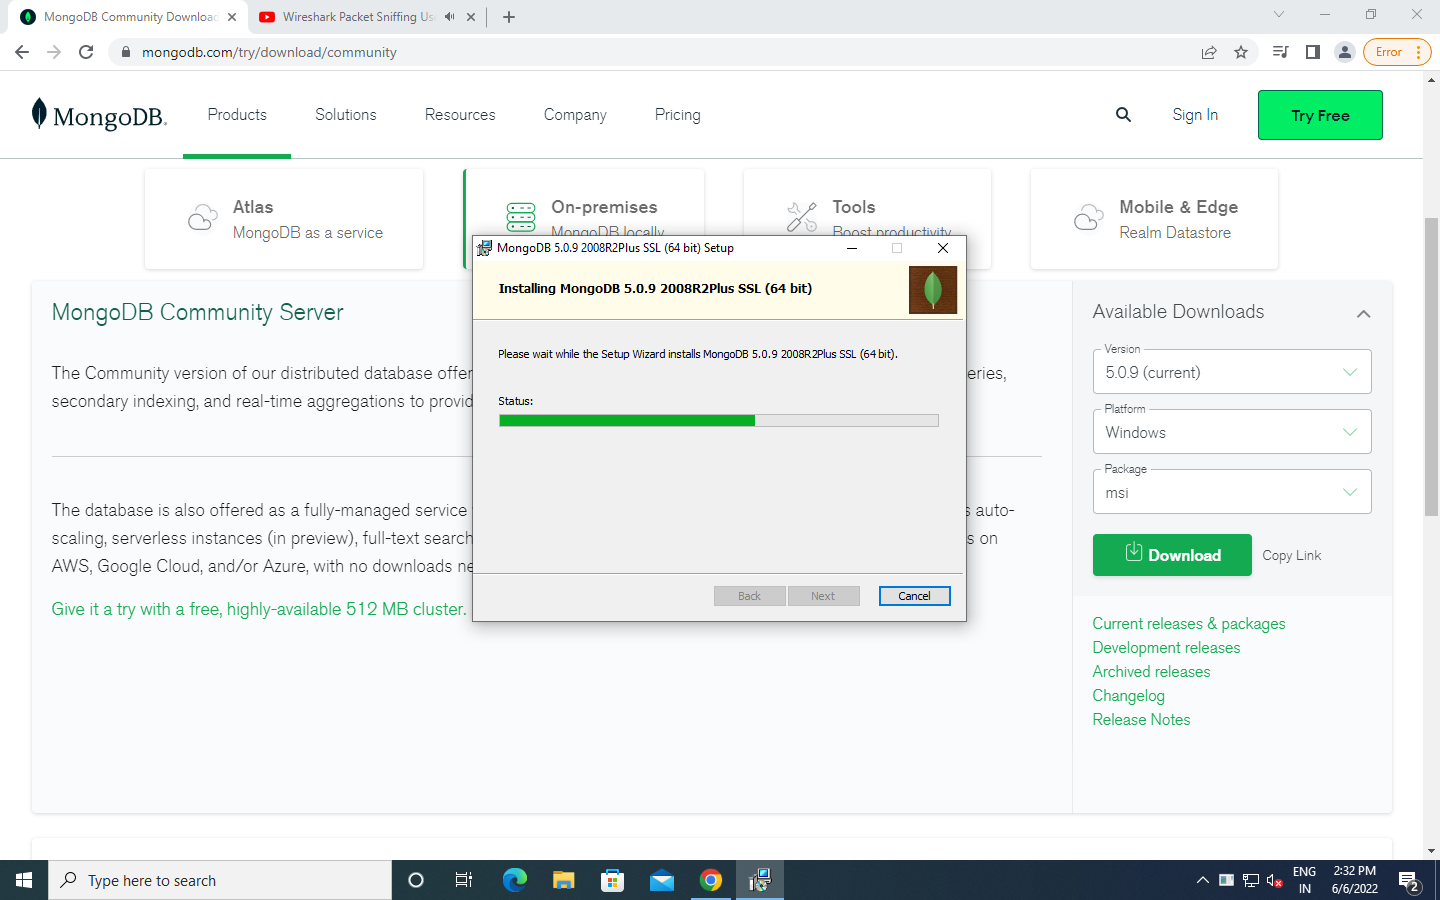 MongoDB Community Download
Wireshark Packet Sniffing Us
mongodb.com/try/download/community
Error
MongoDB.
Products
Solutions
Resources
Company
Pricing
Sign In
Try Free
Atlas
MongoDB as a service
On-premises
MongoDB locally
Tools
Boost productivity
Mobile & Edge
Realm Datastore
MongoDB 5.0.9 2008R2Plus SSL (64 bit) Setup
Installing MongoDB 5.0.9 2008R2Plus SSL (64 bit)
Please wait while the Setup Wizard installs MongoDB 5.0.9 2008R2Plus SSL (64 bit).
Status:
Back
Next
Cancel
MongoDB Community Server
The Community version of our distributed database offer eries,
secondary indexing, and real-time aggregations to provid
The database is also offered as a fully-managed service s auto-
scaling, serverless instances (in preview), full-text search s on
AWS, Google Cloud, and/or Azure, with no downloads ne
Give it a try with a free, highly-available 512 MB cluster.
Available Downloads
Version
5.0.9 (current)
Platform
Windows
Package
msi
Download
Copy Link
Current releases & packages
Development releases
Archived releases
Changelog
Release Notes
Type here to search
ENG
IN
2:32 PM
6/6/2022
2